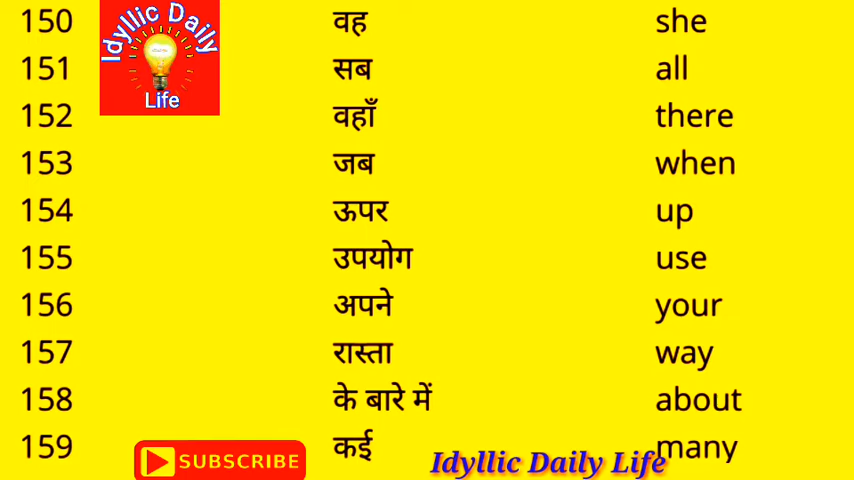 150 वह she
Idyllic Daily
Life
151 सब all
152 वहाँ there
153 जब when
154 ऊपर up
155 उपयोग use
156 अपने your
157 रास्ता way
158 के बारे में about
159 कई many
SUBSCRIBE
Idyllic Daily Life